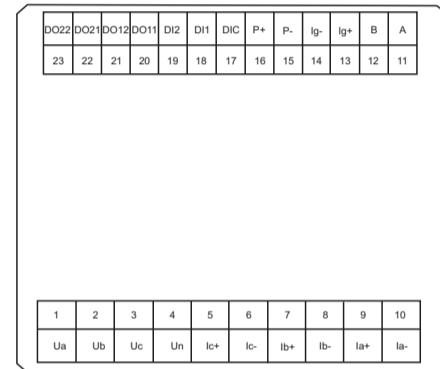 DO22 DO21 DO12 DO11 DI2 DI1 DIC P+ P- Ig- Ig+ B A
23 22 21 20 19 18 17 16 15 14 13 12 11
1 2 3 4 5 6 7 8 9 10
Ua Ub Uc Un Ic+ Ic- Ib+ Ib- Ia+ Ia-